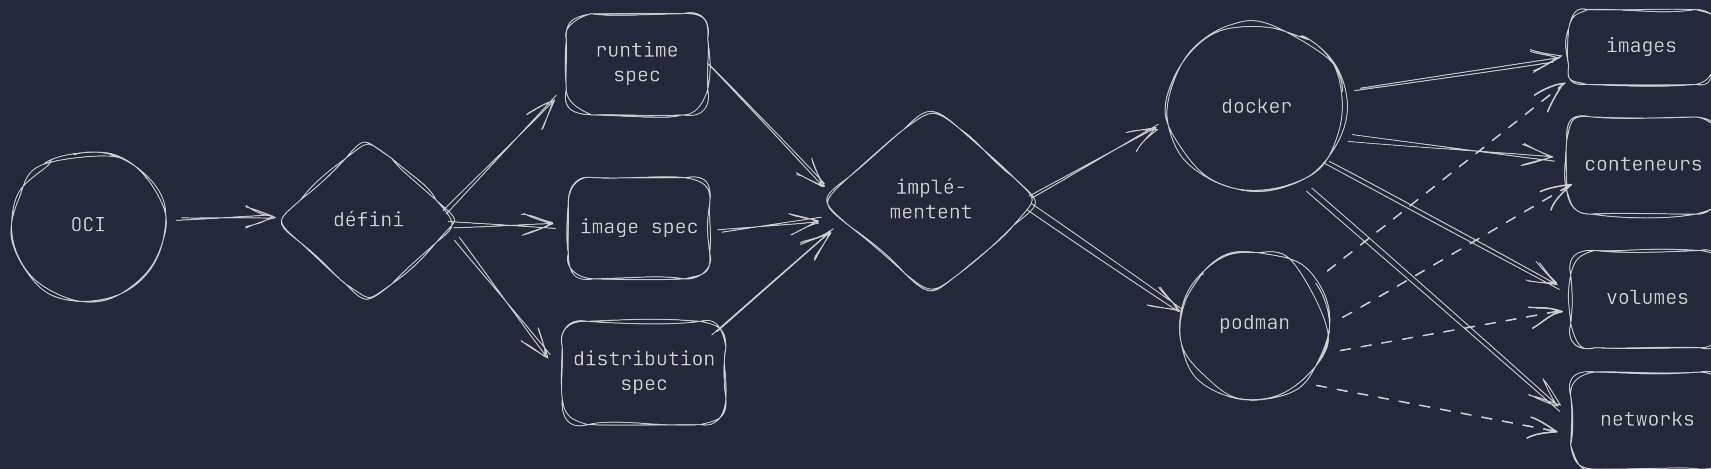 OCI
défini
runtime
spec
image spec
distribution
spec
implé-
mentent
docker
podman
images
conteneurs
volumes
networks